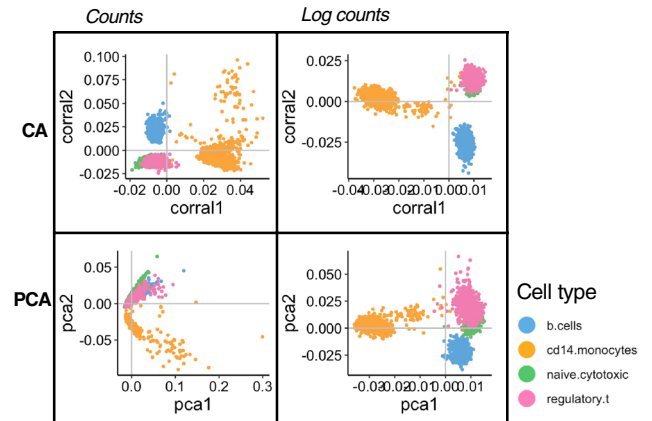 Counts
Log counts
CA
PCA
corral2
0.100
0.075
0.050
0.025
0.000
-0.025
-0.02 0.00 0.02 0.04
corral1
corral2
0.025
0.000
-0.025
-0.04 -0.03 -0.02 -0.01 0.00 0.01
corral1
pca2
0.05
0.00
-0.05
0.0 0.1 0.2 0.3
pca1
pca2
0.050
0.025
0.000
-0.025
-0.03 -0.02 -0.01 0.00 0.01
pca1
Cell type
b.cells
cd14.monocytes
naive.cytotoxic
regulatory.t